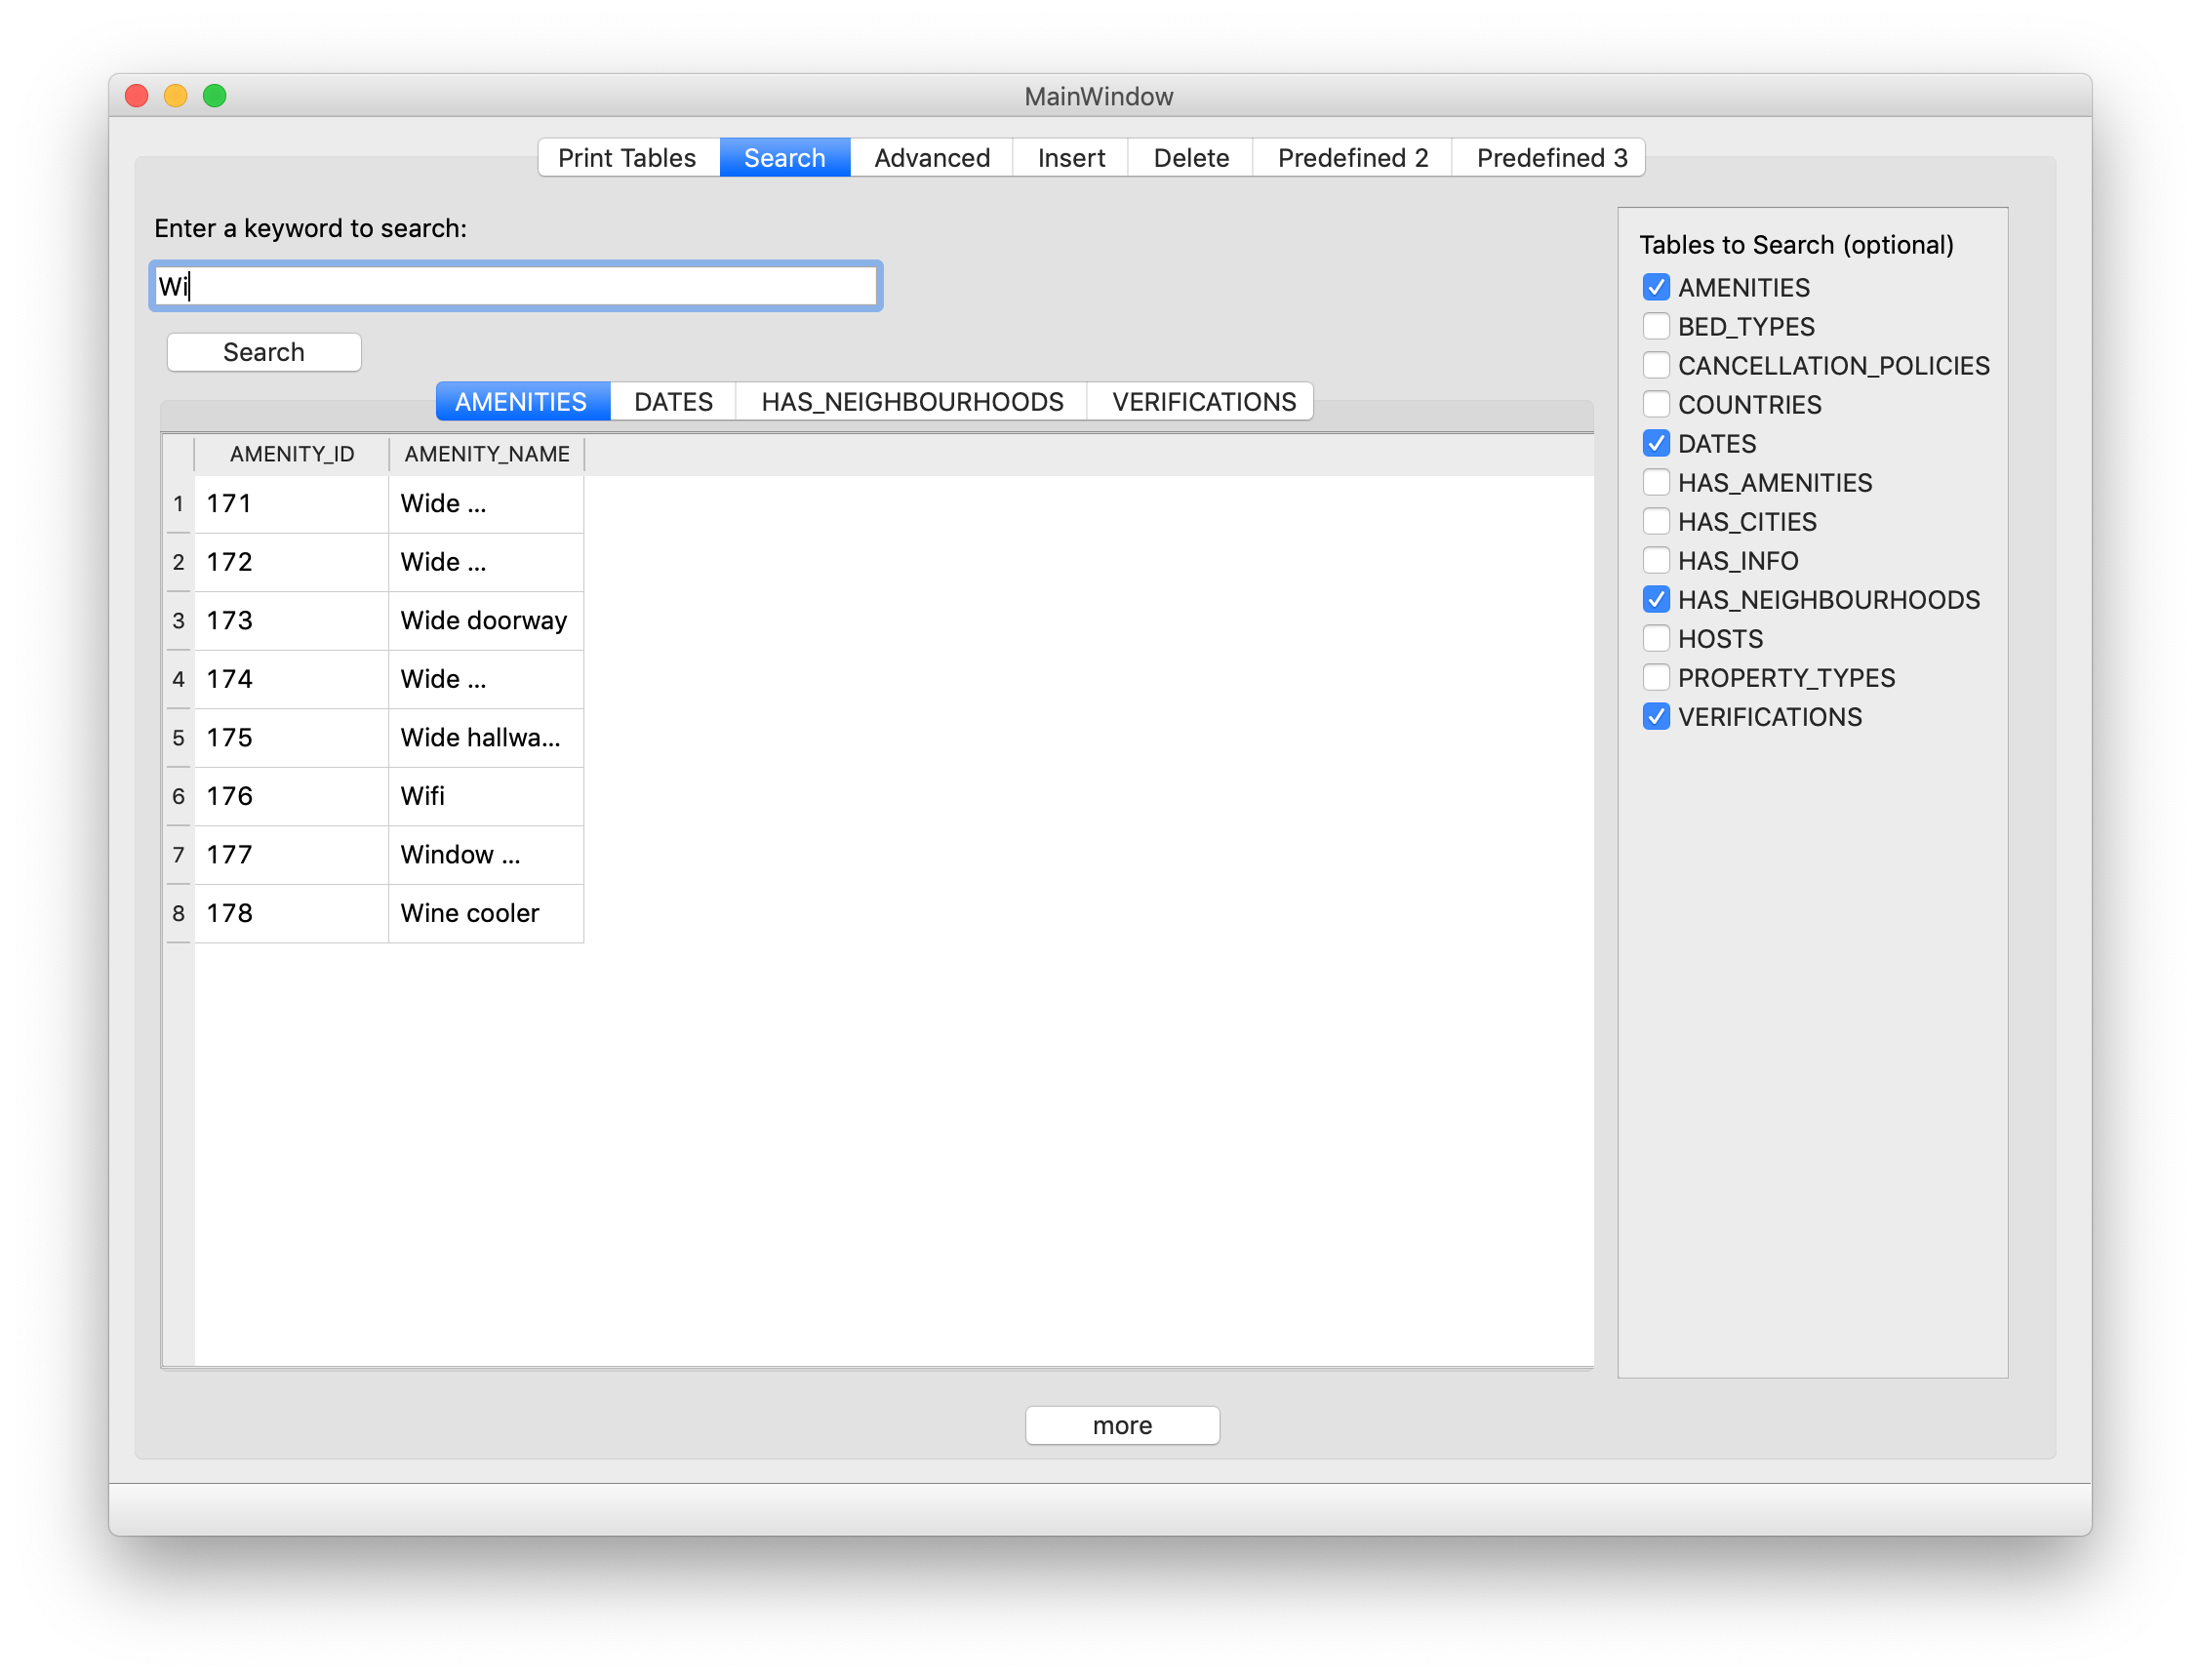 MainWindow
Print Tables Search Advanced Insert Delete Predefined 2 Predefined 3
Enter a keyword to search:
Wi
Search
AMENITIES DATES HAS_NEIGHBOURHOODS VERIFICATIONS
AMENITY_ID AMENITY_NAME
1 171 Wide ...
2 172 Wide ...
3 173 Wide doorway
4 174 Wide ...
5 175 Wide hallwa...
6 176 Wifi
7 177 Window ...
8 178 Wine cooler
more
Tables to Search (optional)
AMENITIES
BED_TYPES
CANCELLATION_POLICIES
COUNTRIES
DATES
HAS_AMENITIES
HAS_CITIES
HAS_INFO
HAS_NEIGHBOURHOODS
HOSTS
PROPERTY_TYPES
VERIFICATIONS